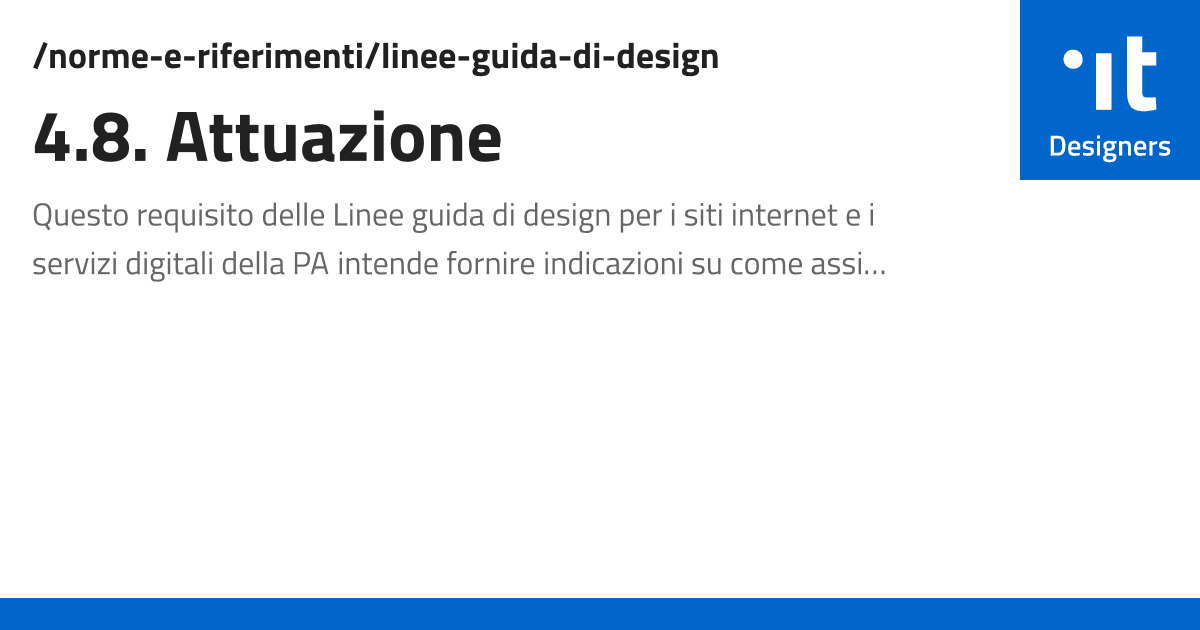 /norme-e-riferimenti/linee-guida-di-design
4.8. Attuazione
Questo requisito delle Linee guida di design per i siti internet e i
servizi digitali della PA intende fornire indicazioni su come assi...
it
Designers